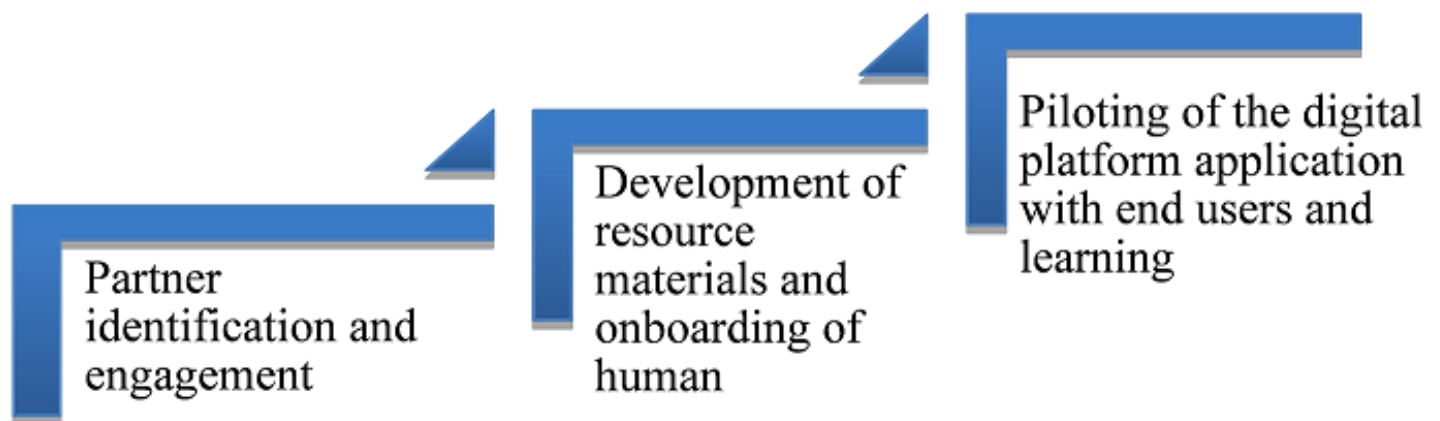 Partner
identification and
engagement
Development of
resource
materials and
onboarding of
human
Piloting of the digital
platform application
with end users and
learning